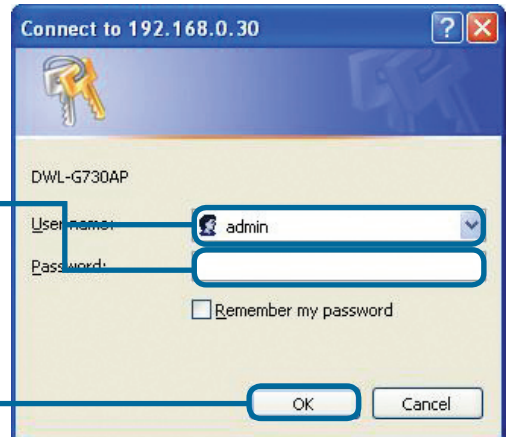 Connect to 192.168.0.30
DWL-G730AP
User name: admin
Password:
Remember my password
OK Cancel